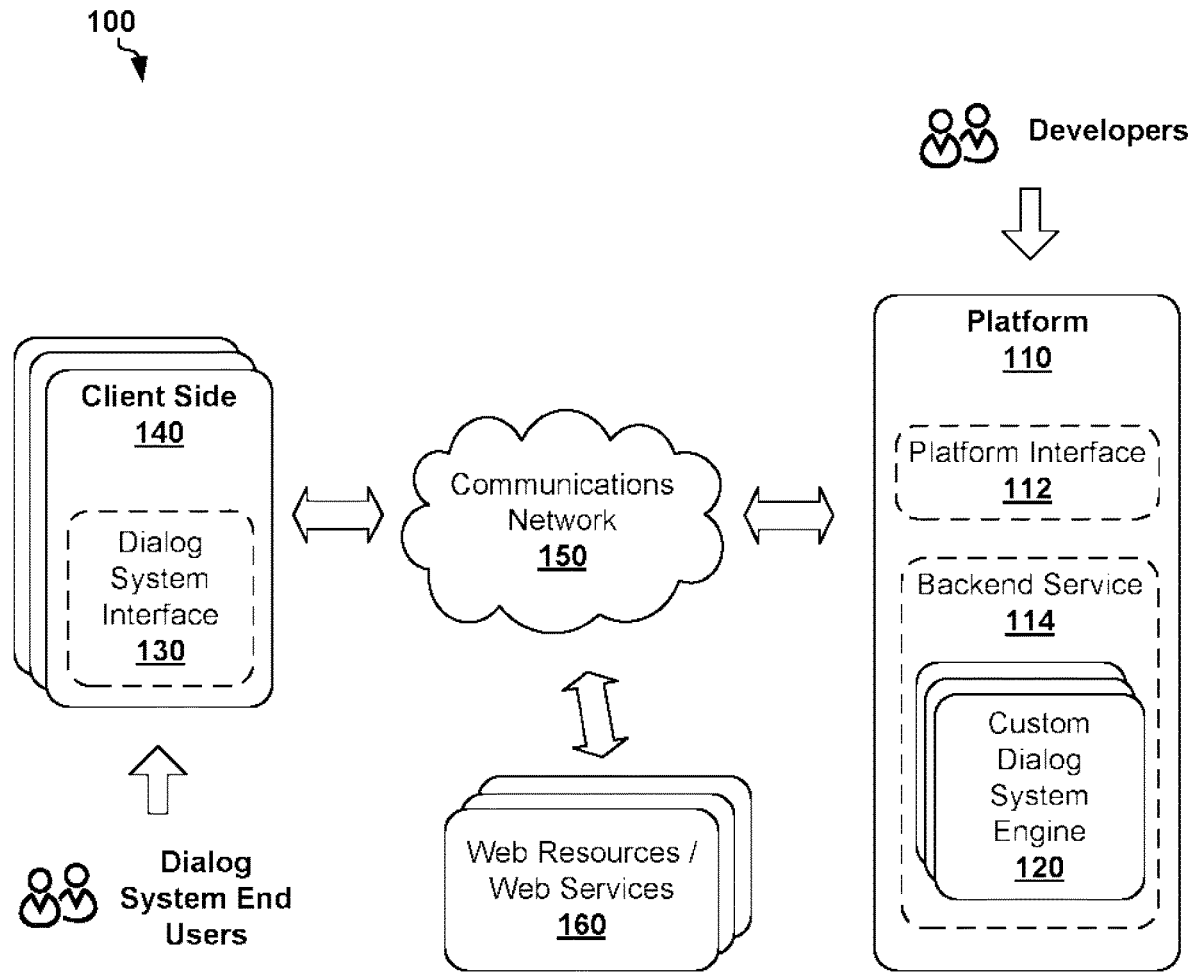 100
Developers
Platform
110
Platform Interface
112
Backend Service
114
Custom
Dialog
System
Engine
120
Client Side
140
Dialog
System
Interface
130
Communications
Network
150
Web Resources /
Web Services
160
Dialog
System End
Users